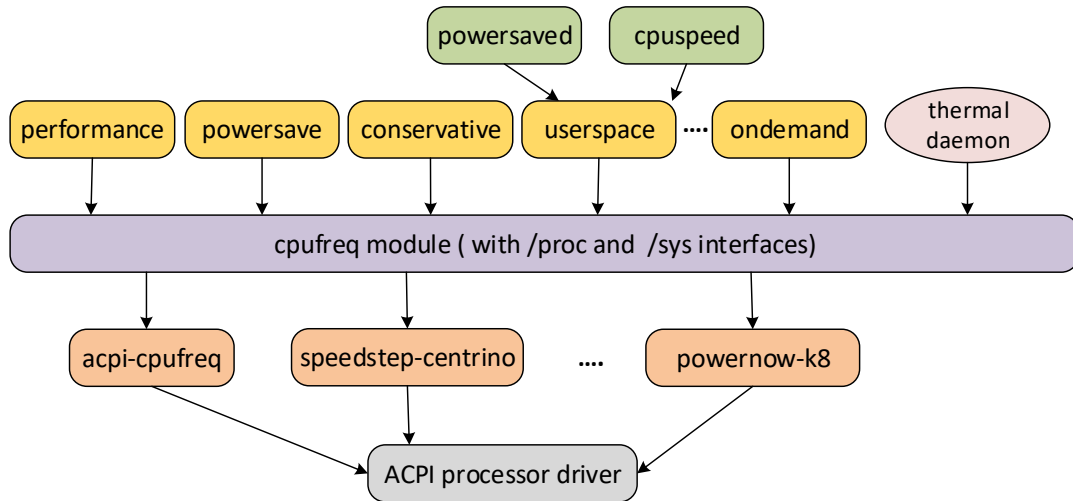 powersaved
cpuspeed
performance
powersave
conservative
userspace
....
ondemand
thermal
daemon
cpufreq module ( with /proc and /sys interfaces)
acpi-cpufreq
speedstep-centrino
....
powernow-k8
ACPI processor driver